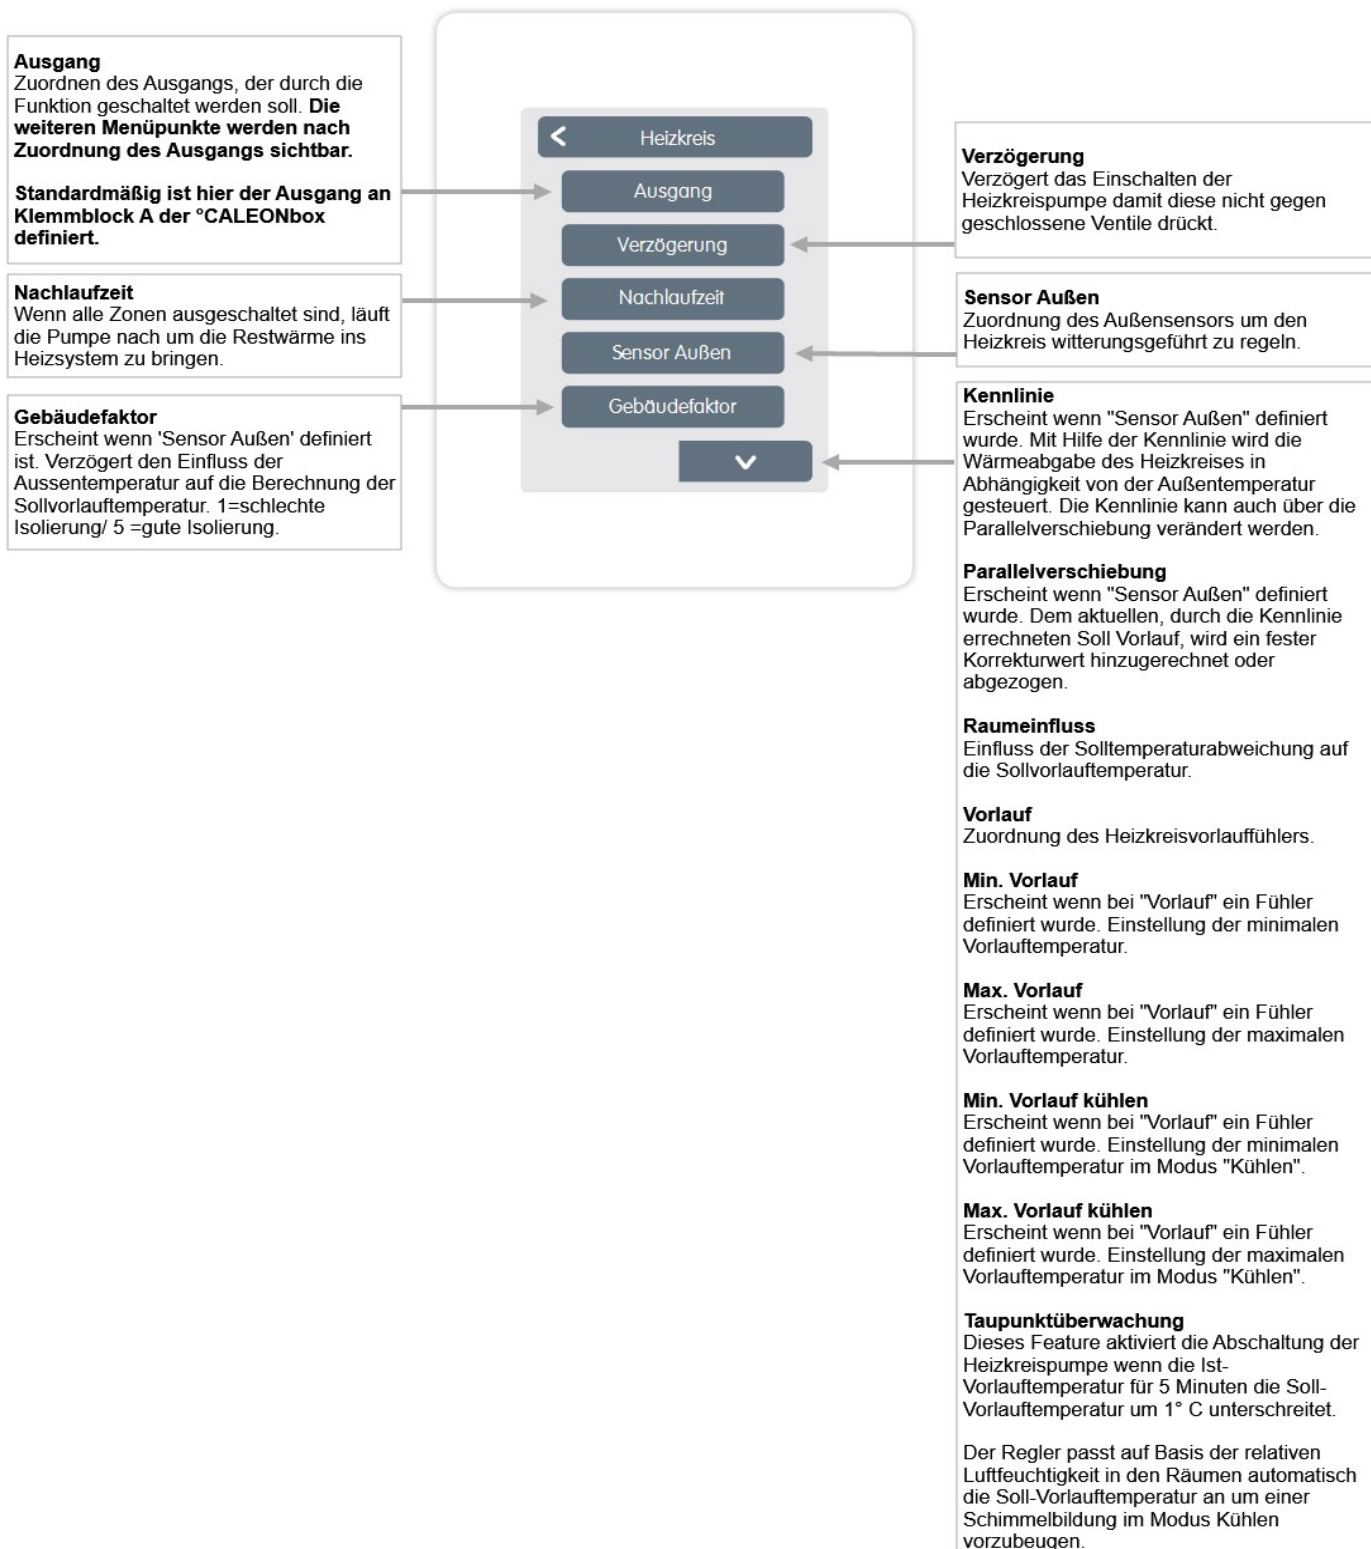 Ausgang
Zuordnen des Ausgangs, der durch die
Funktion geschaltet werden soll. Die
weiteren Menüpunkte werden nach
Zuordnung des Ausgangs sichtbar.
Standardmäßig ist hier der Ausgang an
Klemmblock A der °CALEONbox
definiert.
Nachlaufzeit
Wenn alle Zonen ausgeschaltet sind, läuft
die Pumpe nach um die Restwärme ins
Heizsystem zu bringen.
Gebäudefaktor
Erscheint wenn 'Sensor Außen' definiert
ist. Verzögert den Einfluss der
Aussentemperatur auf die Berechnung der
Sollvorlauftemperatur. 1=schlechte
Isolierung/ 5 =gute Isolierung.
Heizkreis
Ausgang
Verzögerung
Nachlaufzeit
Sensor Außen
Gebäudefaktor
Verzögerung
Verzögert das Einschalten der
Heizkreispumpe damit diese nicht gegen
geschlossene Ventile drückt.
Sensor Außen
Zuordnung des Außensensors um den
Heizkreis witterungsgeführt zu regeln.
Kennlinie
Erscheint wenn "Sensor Außen" definiert
wurde. Mit Hilfe der Kennlinie wird die
Wärmeabgabe des Heizkreises in
Abhängigkeit von der Außentemperatur
gesteuert. Die Kennlinie kann auch über die
Parallelverschiebung verändert werden.
Parallelverschiebung
Erscheint wenn "Sensor Außen" definiert
wurde. Dem aktuellen, durch die Kennlinie
errechneten Soll Vorlauf, wird ein fester
Korrekturwert hinzugerechnet oder
abgezogen.
Raumeinfluss
Einfluss der Solltemperaturabweichung auf
die Sollvorlauftemperatur.
Vorlauf
Zuordnung des Heizkreisvorlauffühlers.
Min. Vorlauf
Erscheint wenn bei "Vorlauf" ein Fühler
definiert wurde. Einstellung der minimalen
Vorlauftemperatur.
Max. Vorlauf
Erscheint wenn bei "Vorlauf" ein Fühler
definiert wurde. Einstellung der maximalen
Vorlauftemperatur.
Min. Vorlauf kühlen
Erscheint wenn bei "Vorlauf" ein Fühler
definiert wurde. Einstellung der minimalen
Vorlauftemperatur im Modus "Kühlen".
Max. Vorlauf kühlen
Erscheint wenn bei "Vorlauf" ein Fühler
definiert wurde. Einstellung der maximalen
Vorlauftemperatur im Modus "Kühlen".
Taupunktüberwachung
Dieses Feature aktiviert die Abschaltung der
Heizkreispumpe wenn die Ist-
Vorlauftemperatur für 5 Minuten die Soll-
Vorlauftemperatur um 1° C unterschreitet.
Der Regler passt auf Basis der relativen
Luftfeuchtigkeit in den Räumen automatisch
die Soll-Vorlauftemperatur an um einer
Schimmelbildung im Modus Kühlen
vorzubeugen.